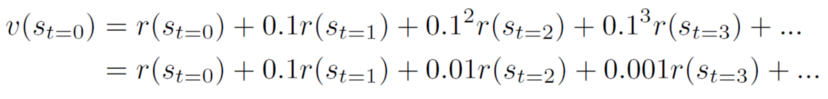 v(s_{t=0}) = r(s_{t=0}) + 0.1r(s_{t=1}) + 0.1^2r(s_{t=2}) + 0.1^3r(s_{t=3}) + ...
= r(s_{t=0}) + 0.1r(s_{t=1}) + 0.01r(s_{t=2}) + 0.001r(s_{t=3}) + ...